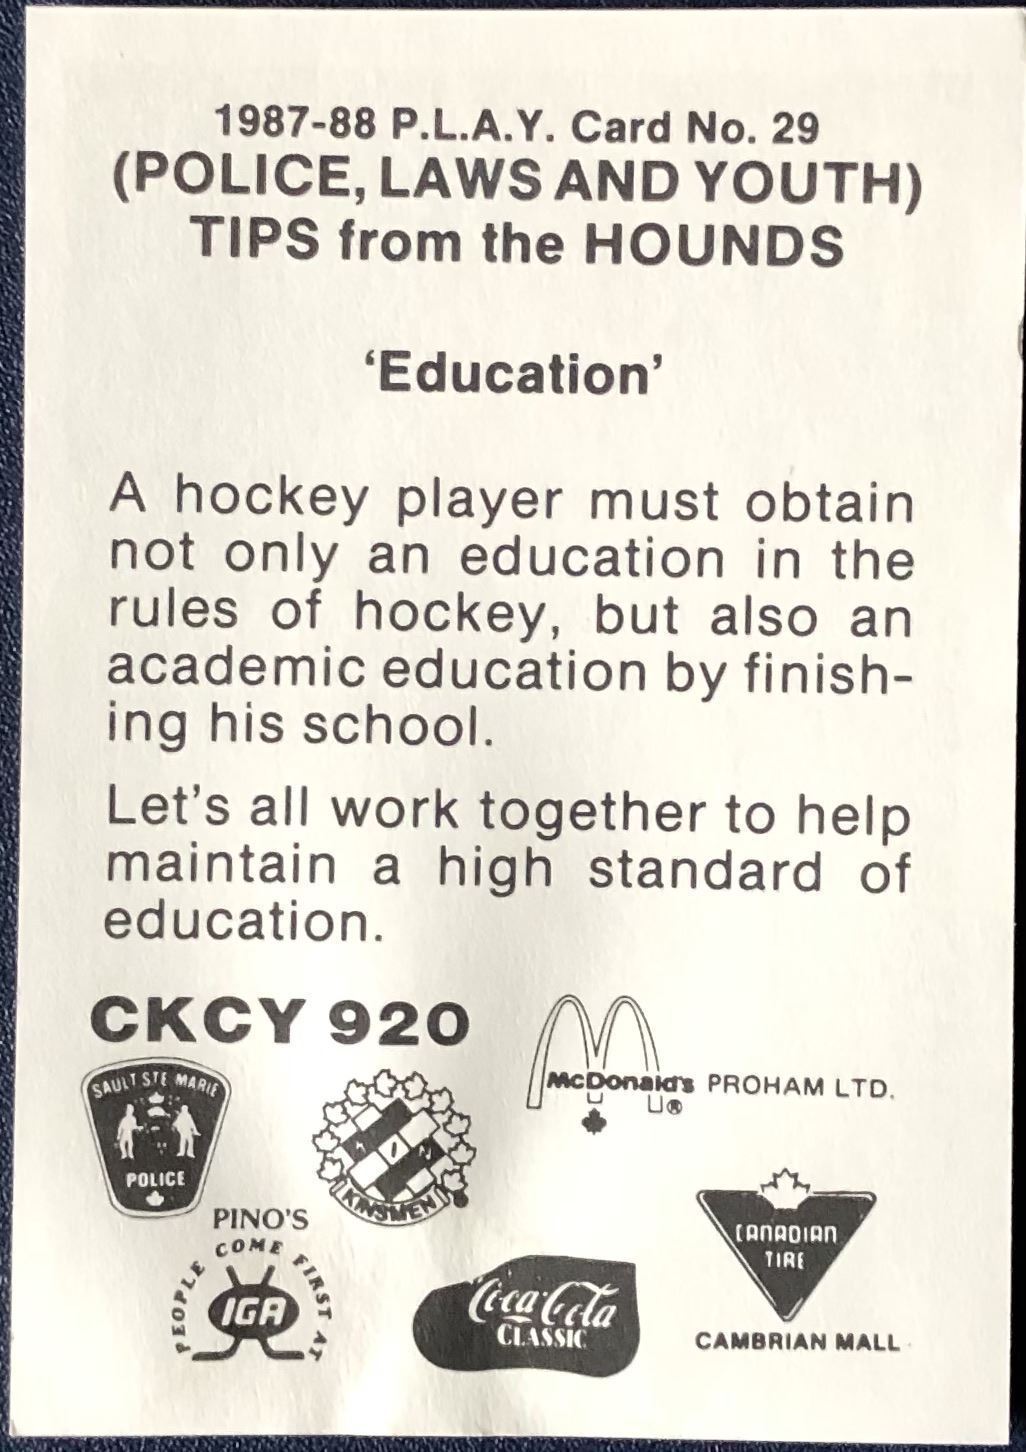 1987-88 P.L.A.Y. Card No. 29
(POLICE, LAWS AND YOUTH)
TIPS from the HOUNDS
‘Education’
A hockey player must obtain
not only an education in the
rules of hockey, but also an
academic education by finish-
ing his school.
Let's all work together to help
maintain a high standard of
education.
CKCY 920
McDonald's PROHAM LTD.
SAULT STE MARIE
POLICE
KIN
KINSMEN
PINO'S
PEOPLE COME FIRST AT
IGA
Coca-Cola
CLASSIC
CANADIAN
TIRE
CAMBRIAN MALL